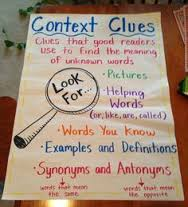 Context Clues
Clues that good readers
use to find the meaning
of unknown words
Look
For...
• Pictures
• Helping
Words
(or, like, are, called)
• Words You Know
• Examples and Definitions
• Synonyms and Antonyms
words that mean
the same
words that mean
the opposite